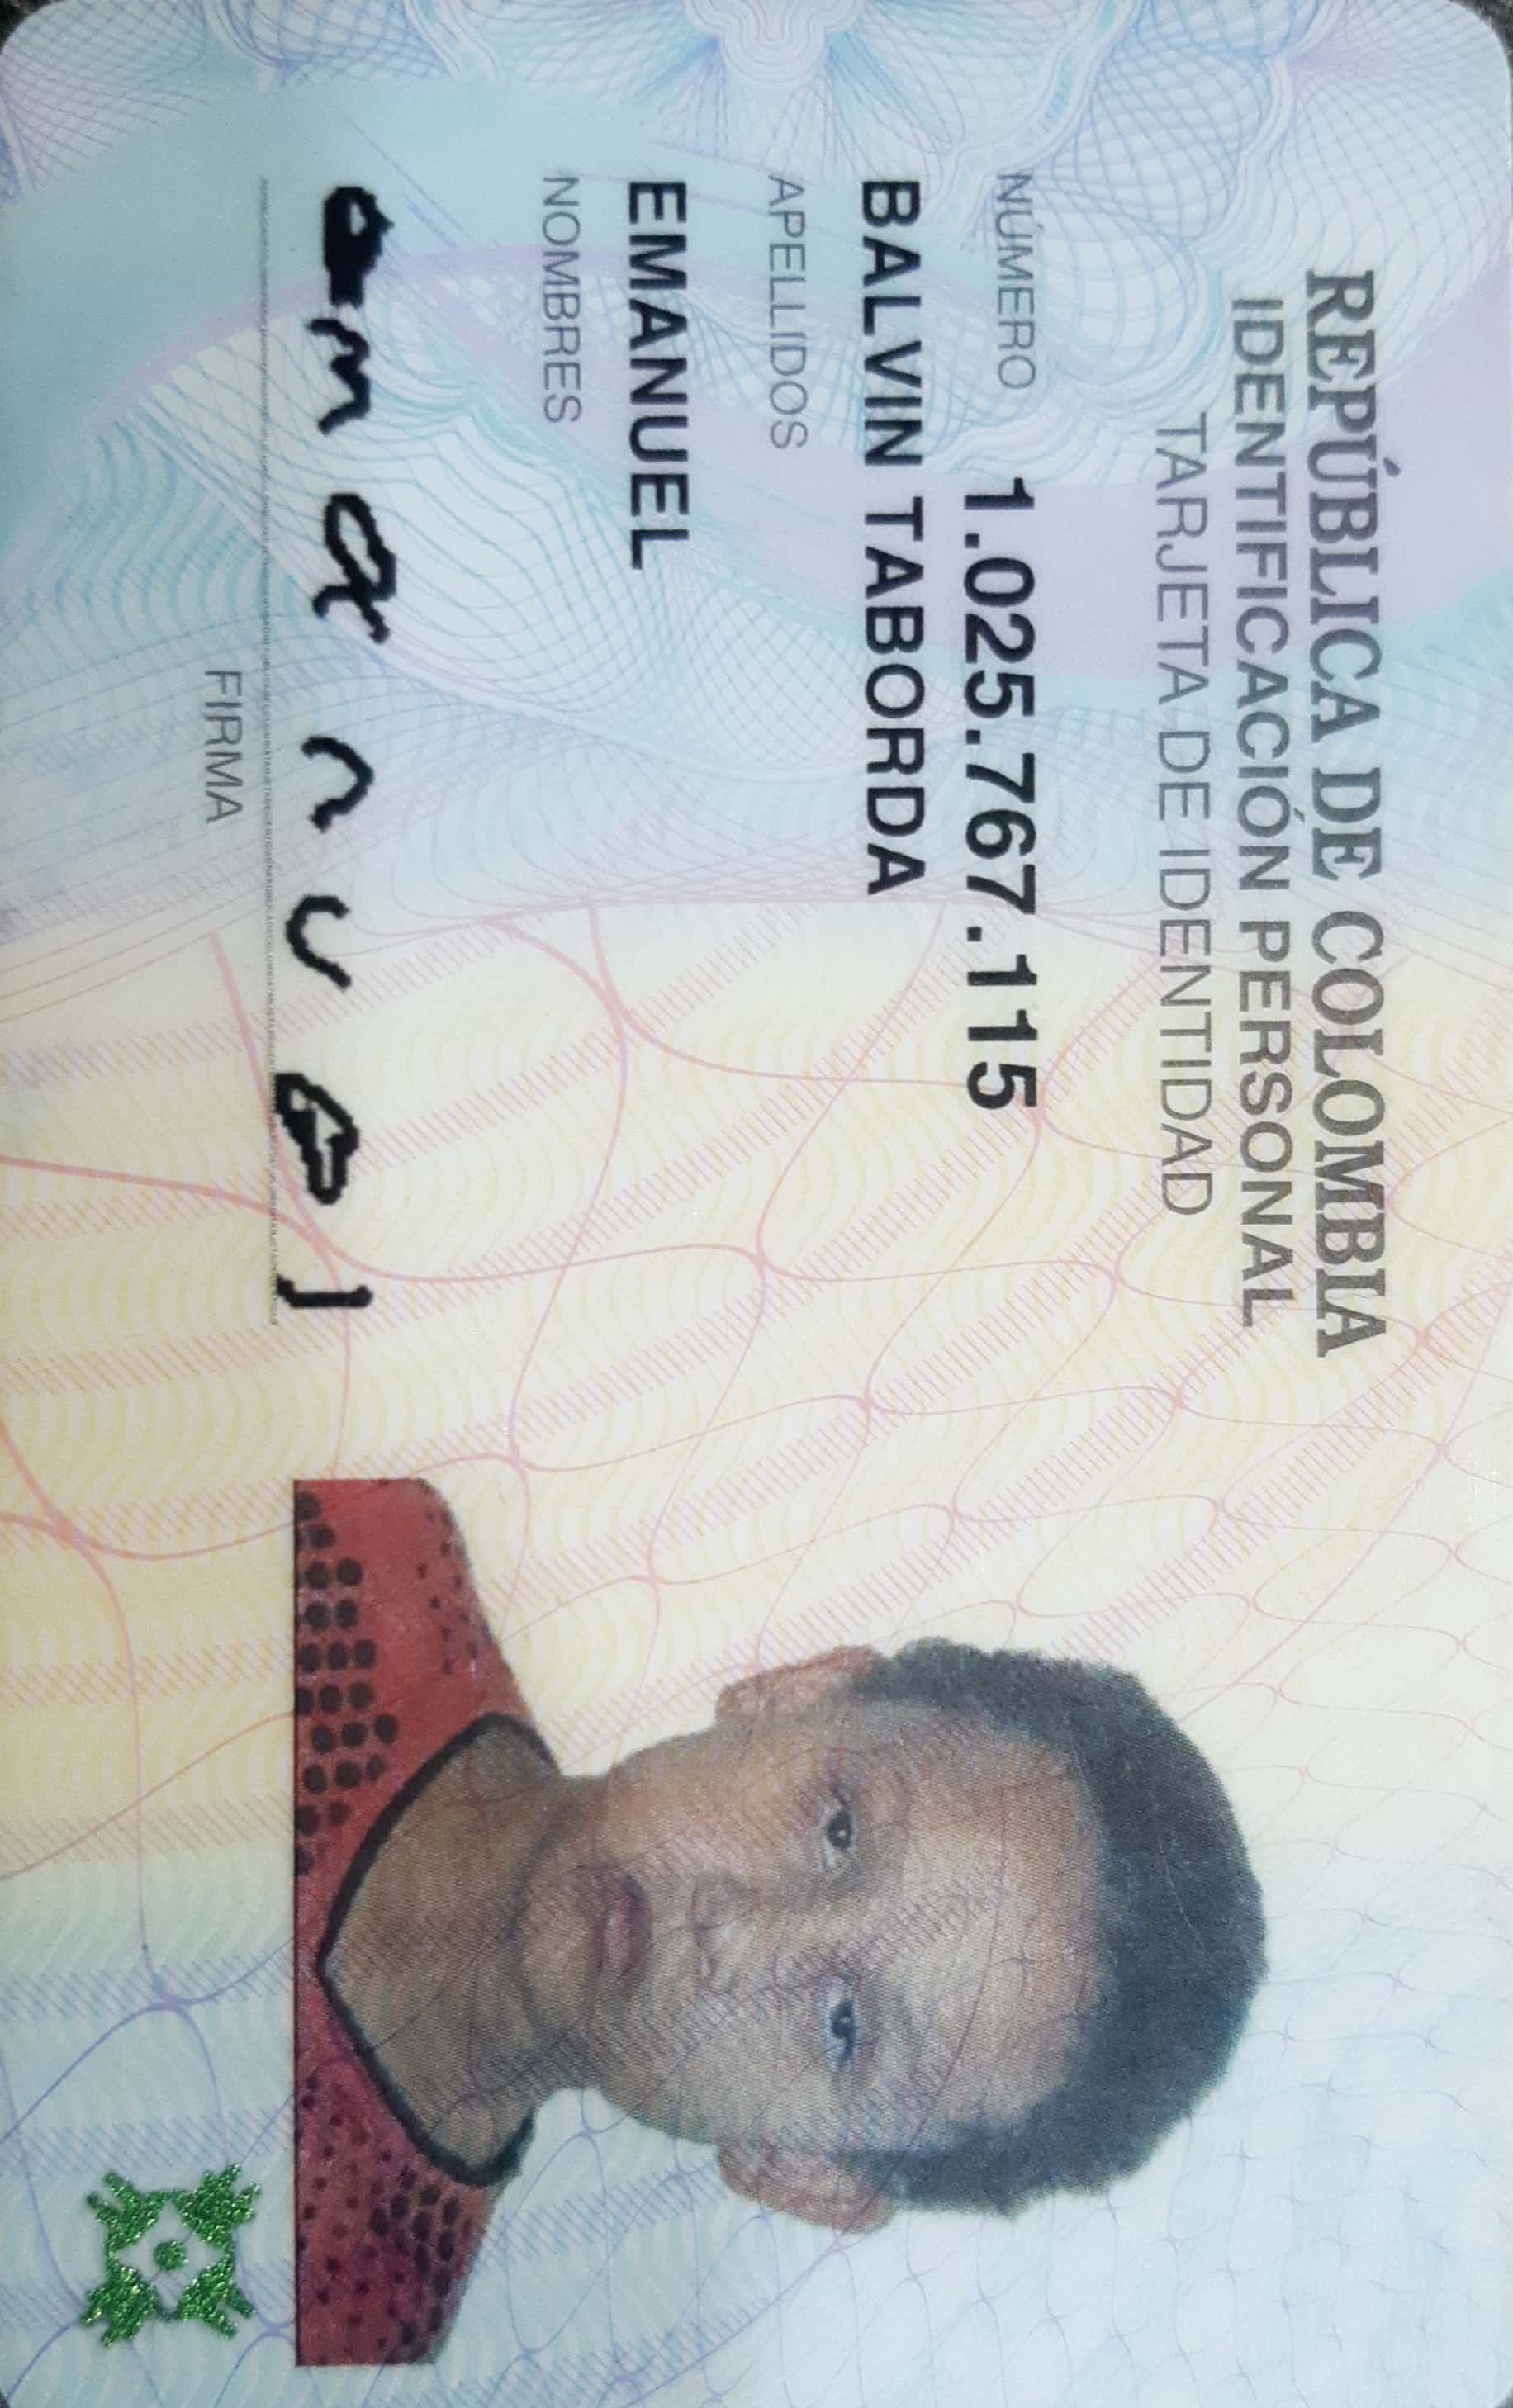 REPÚBLICA DE COLOMBIA
IDENTIFICACIÓN PERSONAL
TARJETA DE IDENTIDAD
NÚMERO 1.025.767.115
BALVIN TABORDA
APELLIDOS
EMANUEL
NOMBRES
emanuel
FIRMA